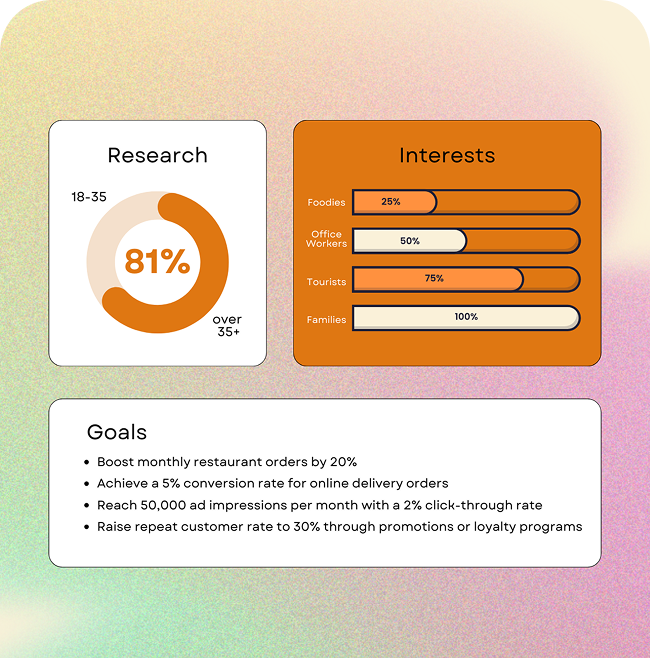 Research
18-35
81%
over
35+
Interests
Foodies
25%
Office
Workers
50%
Tourists
75%
Families
100%
Goals
• Boost monthly restaurant orders by 20%
• Achieve a 5% conversion rate for online delivery orders
• Reach 50,000 ad impressions per month with a 2% click-through rate
• Raise repeat customer rate to 30% through promotions or loyalty programs